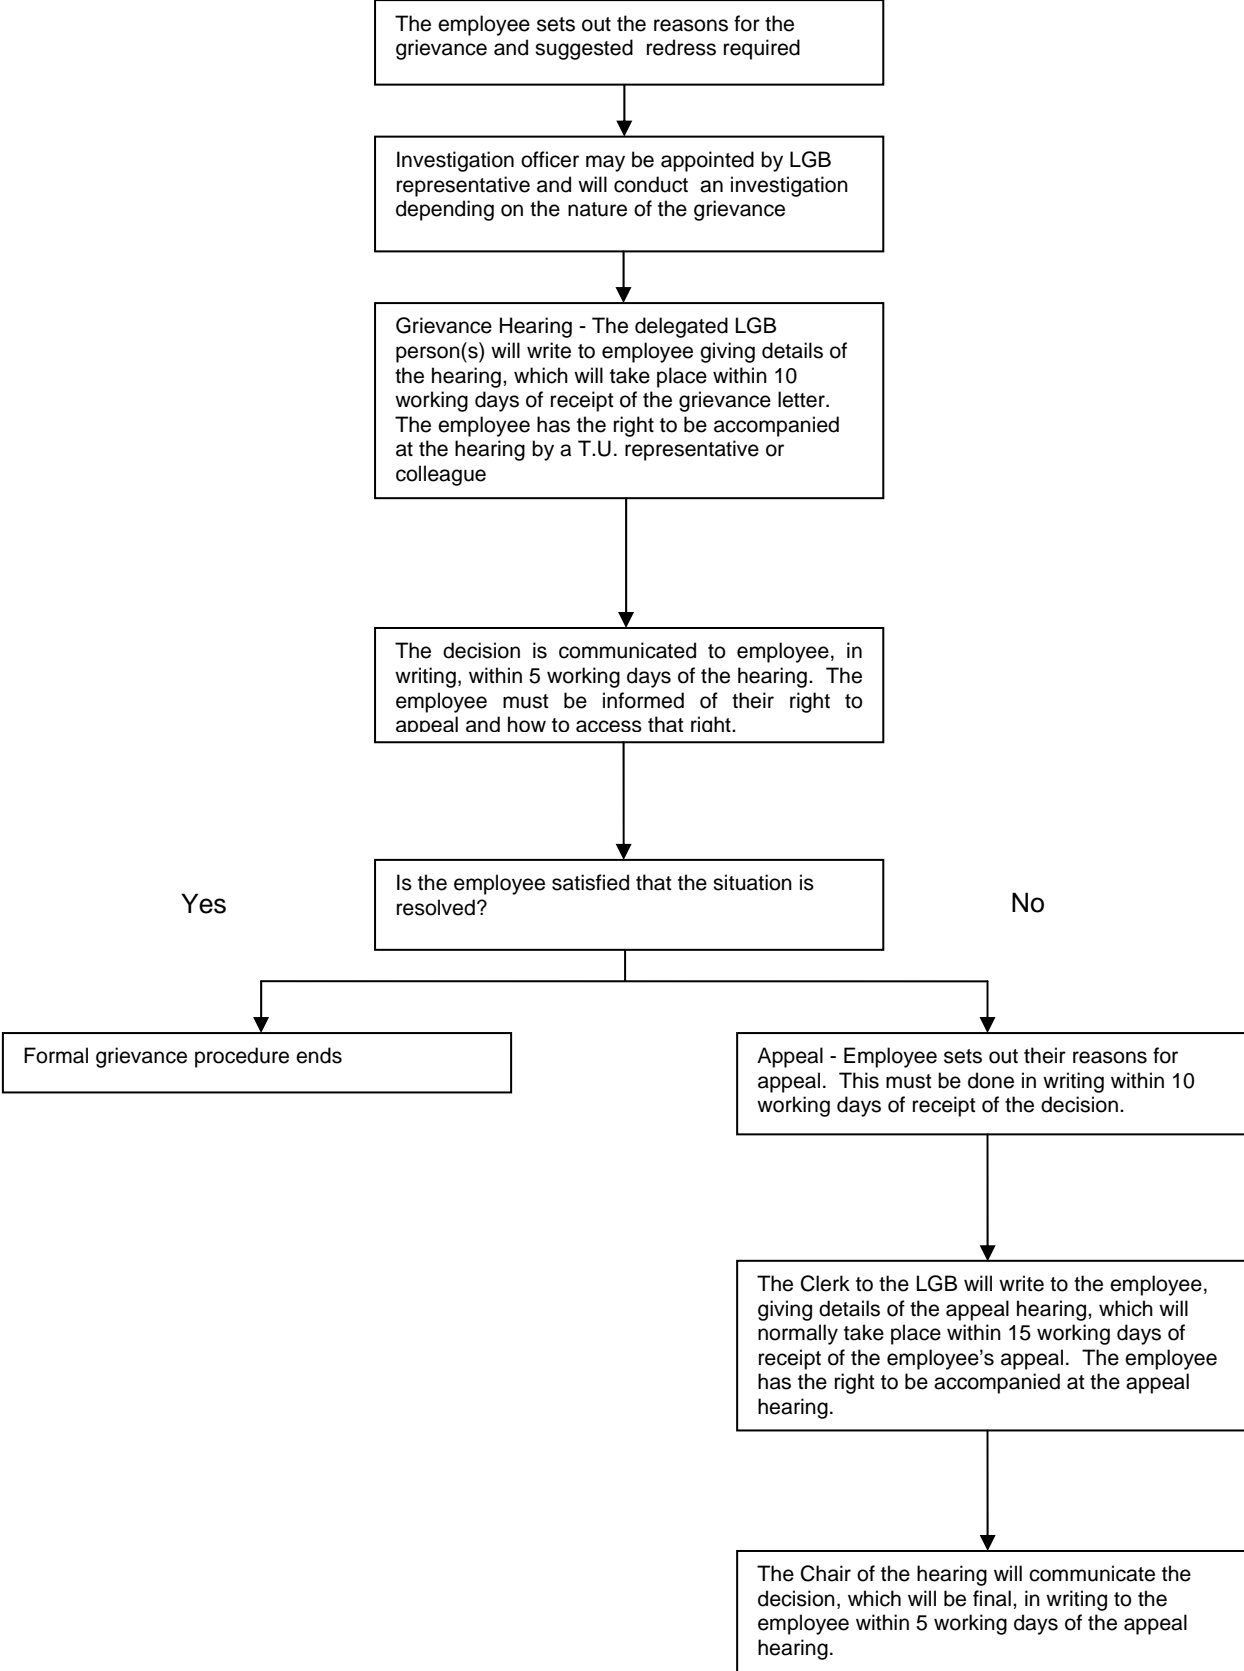 The employee sets out the reasons for the
grievance and suggested  redress required
Investigation officer may be appointed by LGB
representative and will conduct  an investigation
depending on the nature of the grievance
Grievance Hearing - The delegated LGB
person(s) will write to employee giving details of
the hearing, which will take place within 10
working days of receipt of the grievance letter.
The employee has the right to be accompanied
at the hearing by a T.U. representative or
colleague
The decision is communicated to employee, in
writing, within 5 working days of the hearing.  The
employee must be informed of their right to
appeal and how to access that right.
Is the employee satisfied that the situation is
resolved?
Yes
No
Formal grievance procedure ends
Appeal - Employee sets out their reasons for
appeal.  This must be done in writing within 10
working days of receipt of the decision.
The Clerk to the LGB will write to the employee,
giving details of the appeal hearing, which will
normally take place within 15 working days of
receipt of the employee’s appeal.  The employee
has the right to be accompanied at the appeal
hearing.
The Chair of the hearing will communicate the
decision, which will be final, in writing to the
employee within 5 working days of the appeal
hearing.